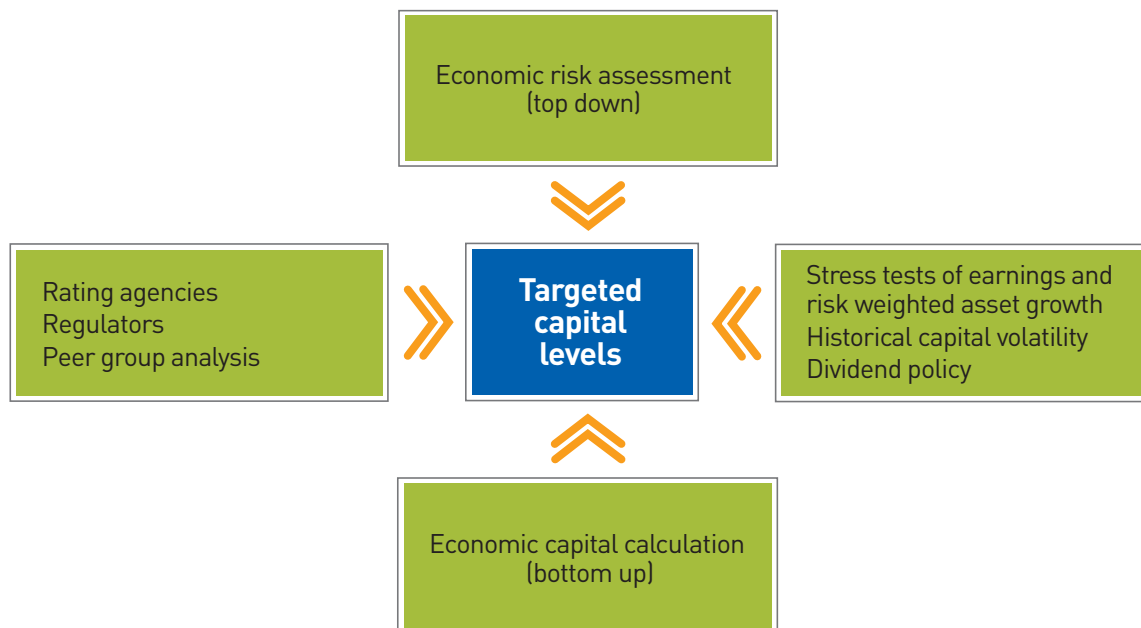 Economic risk assessment
(top down)
Rating agencies
Regulators
Peer group analysis
Targeted
capital
levels
Stress tests of earnings and
risk weighted asset growth
Historical capital volatility
Dividend policy
Economic capital calculation
(bottom up)